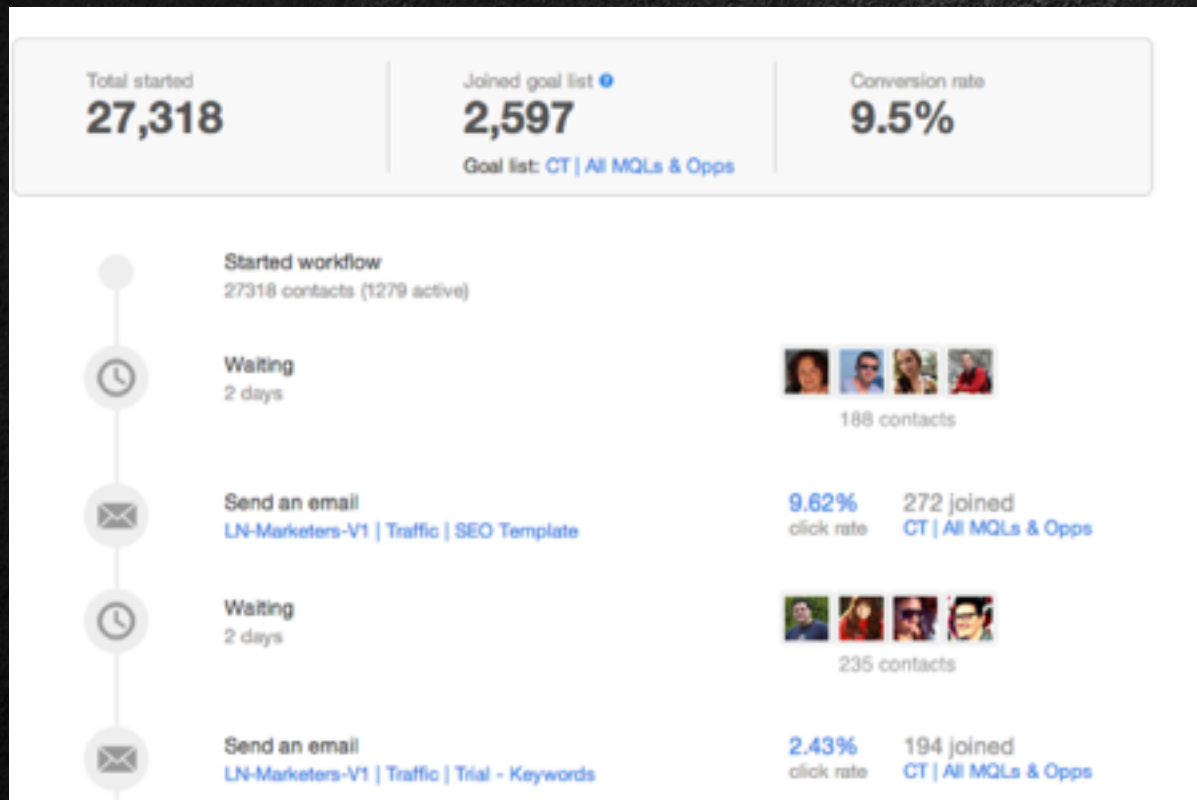 Total started
27,318
Joined goal list ?
2,597
Goal list: CT | All MQLs & Opps
Conversion rate
9.5%
Started workflow
27318 contacts (1279 active)
Waiting
2 days
188 contacts
Send an email
LN-Marketers-V1 | Traffic | SEO Template
9.62%
click rate
272 joined
CT | All MQLs & Opps
Waiting
2 days
235 contacts
Send an email
LN-Marketers-V1 | Traffic | Trial - Keywords
2.43%
click rate
194 joined
CT | All MQLs & Opps